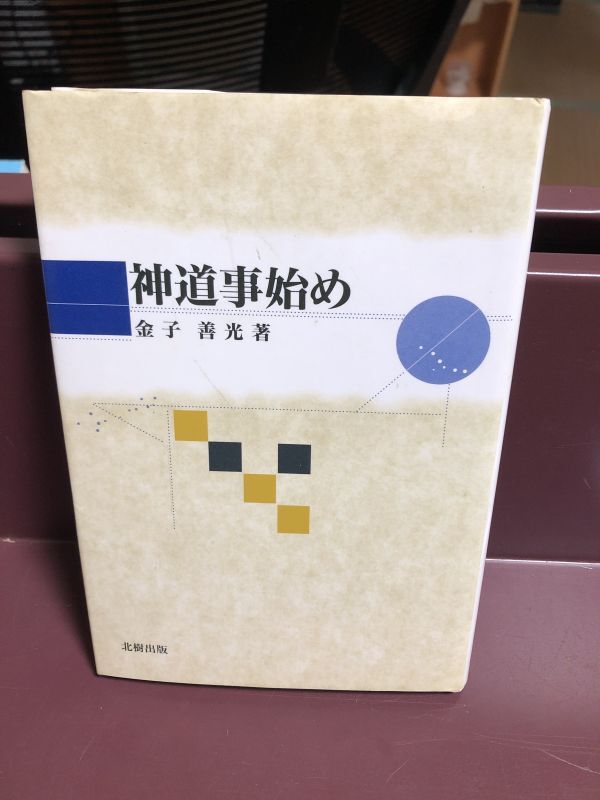 神道事始め
金子 善光著
北樹出版